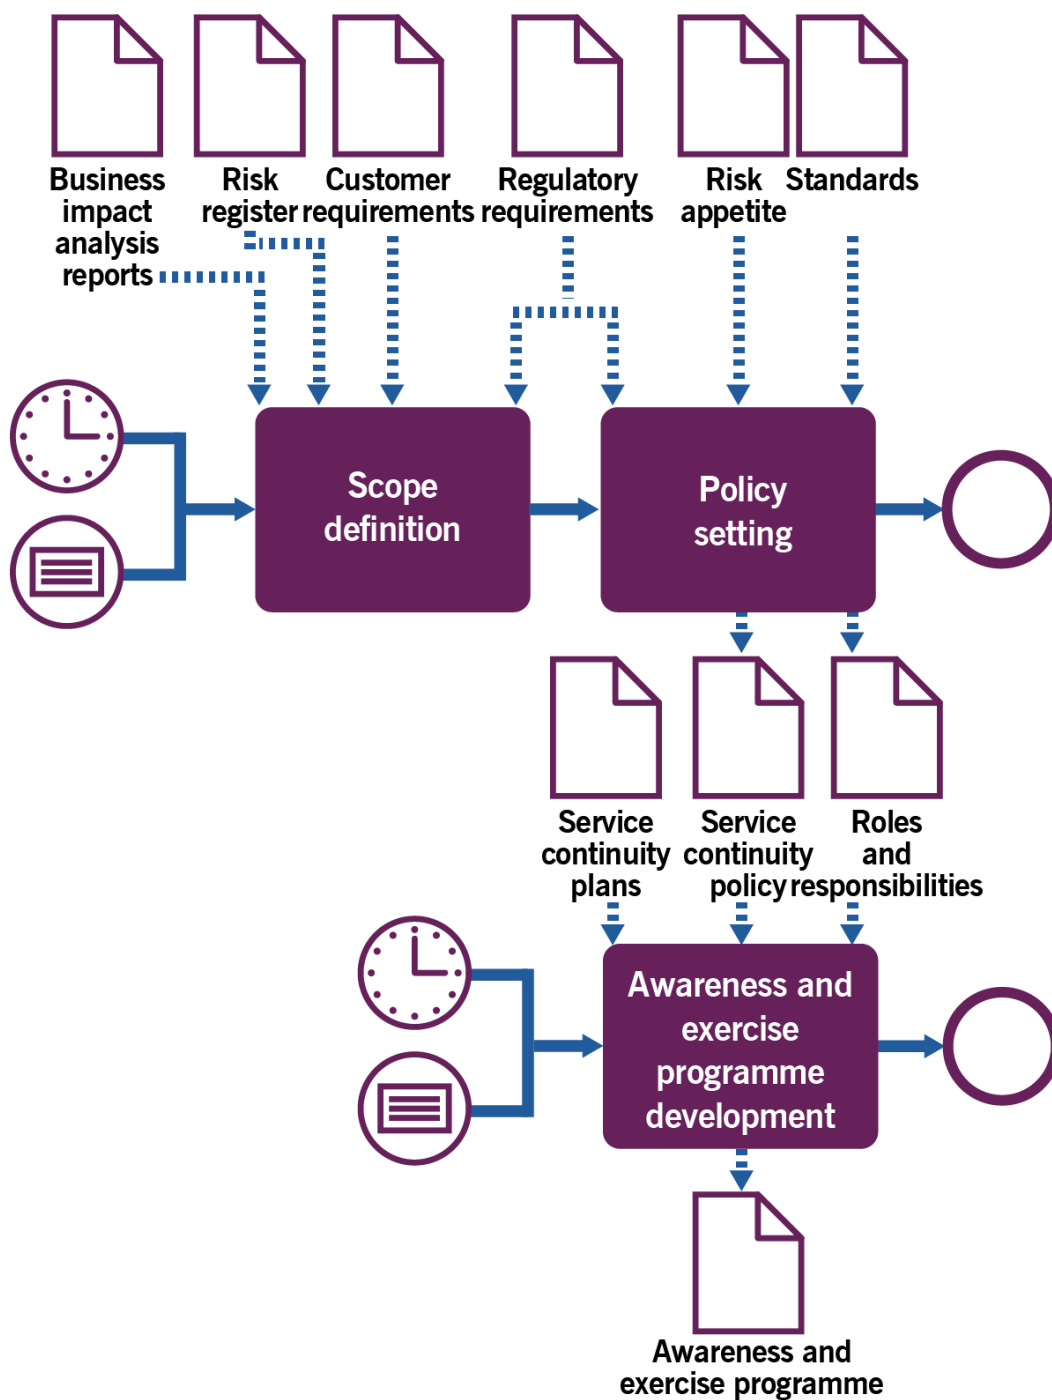 Business
impact
analysis
reports
Risk
register
Customer
requirements
Regulatory
requirements
Risk
appetite
Standards
Scope
definition
Policy
setting
Service
continuity
plans
Service
continuity
policy
Roles
and
responsibilities
Awareness and
exercise
programme
development
Awareness and
exercise programme